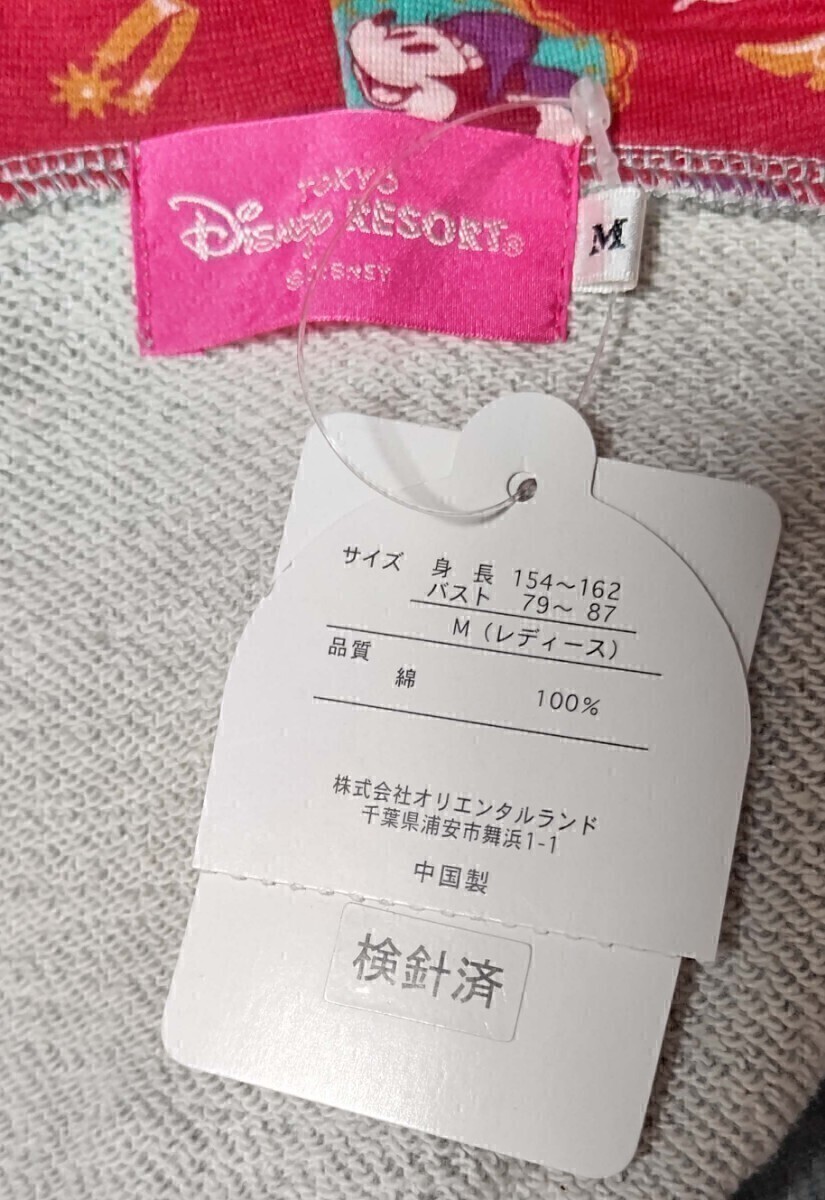 TOKYO
Disney RESORT®
© DISNEY
M
サイズ 身長 154〜162
バスト 79〜 87
M（レディース）
品質
綿 100%
株式会社オリエンタルランド
千葉県浦安市舞浜1-1
中国製
検針済